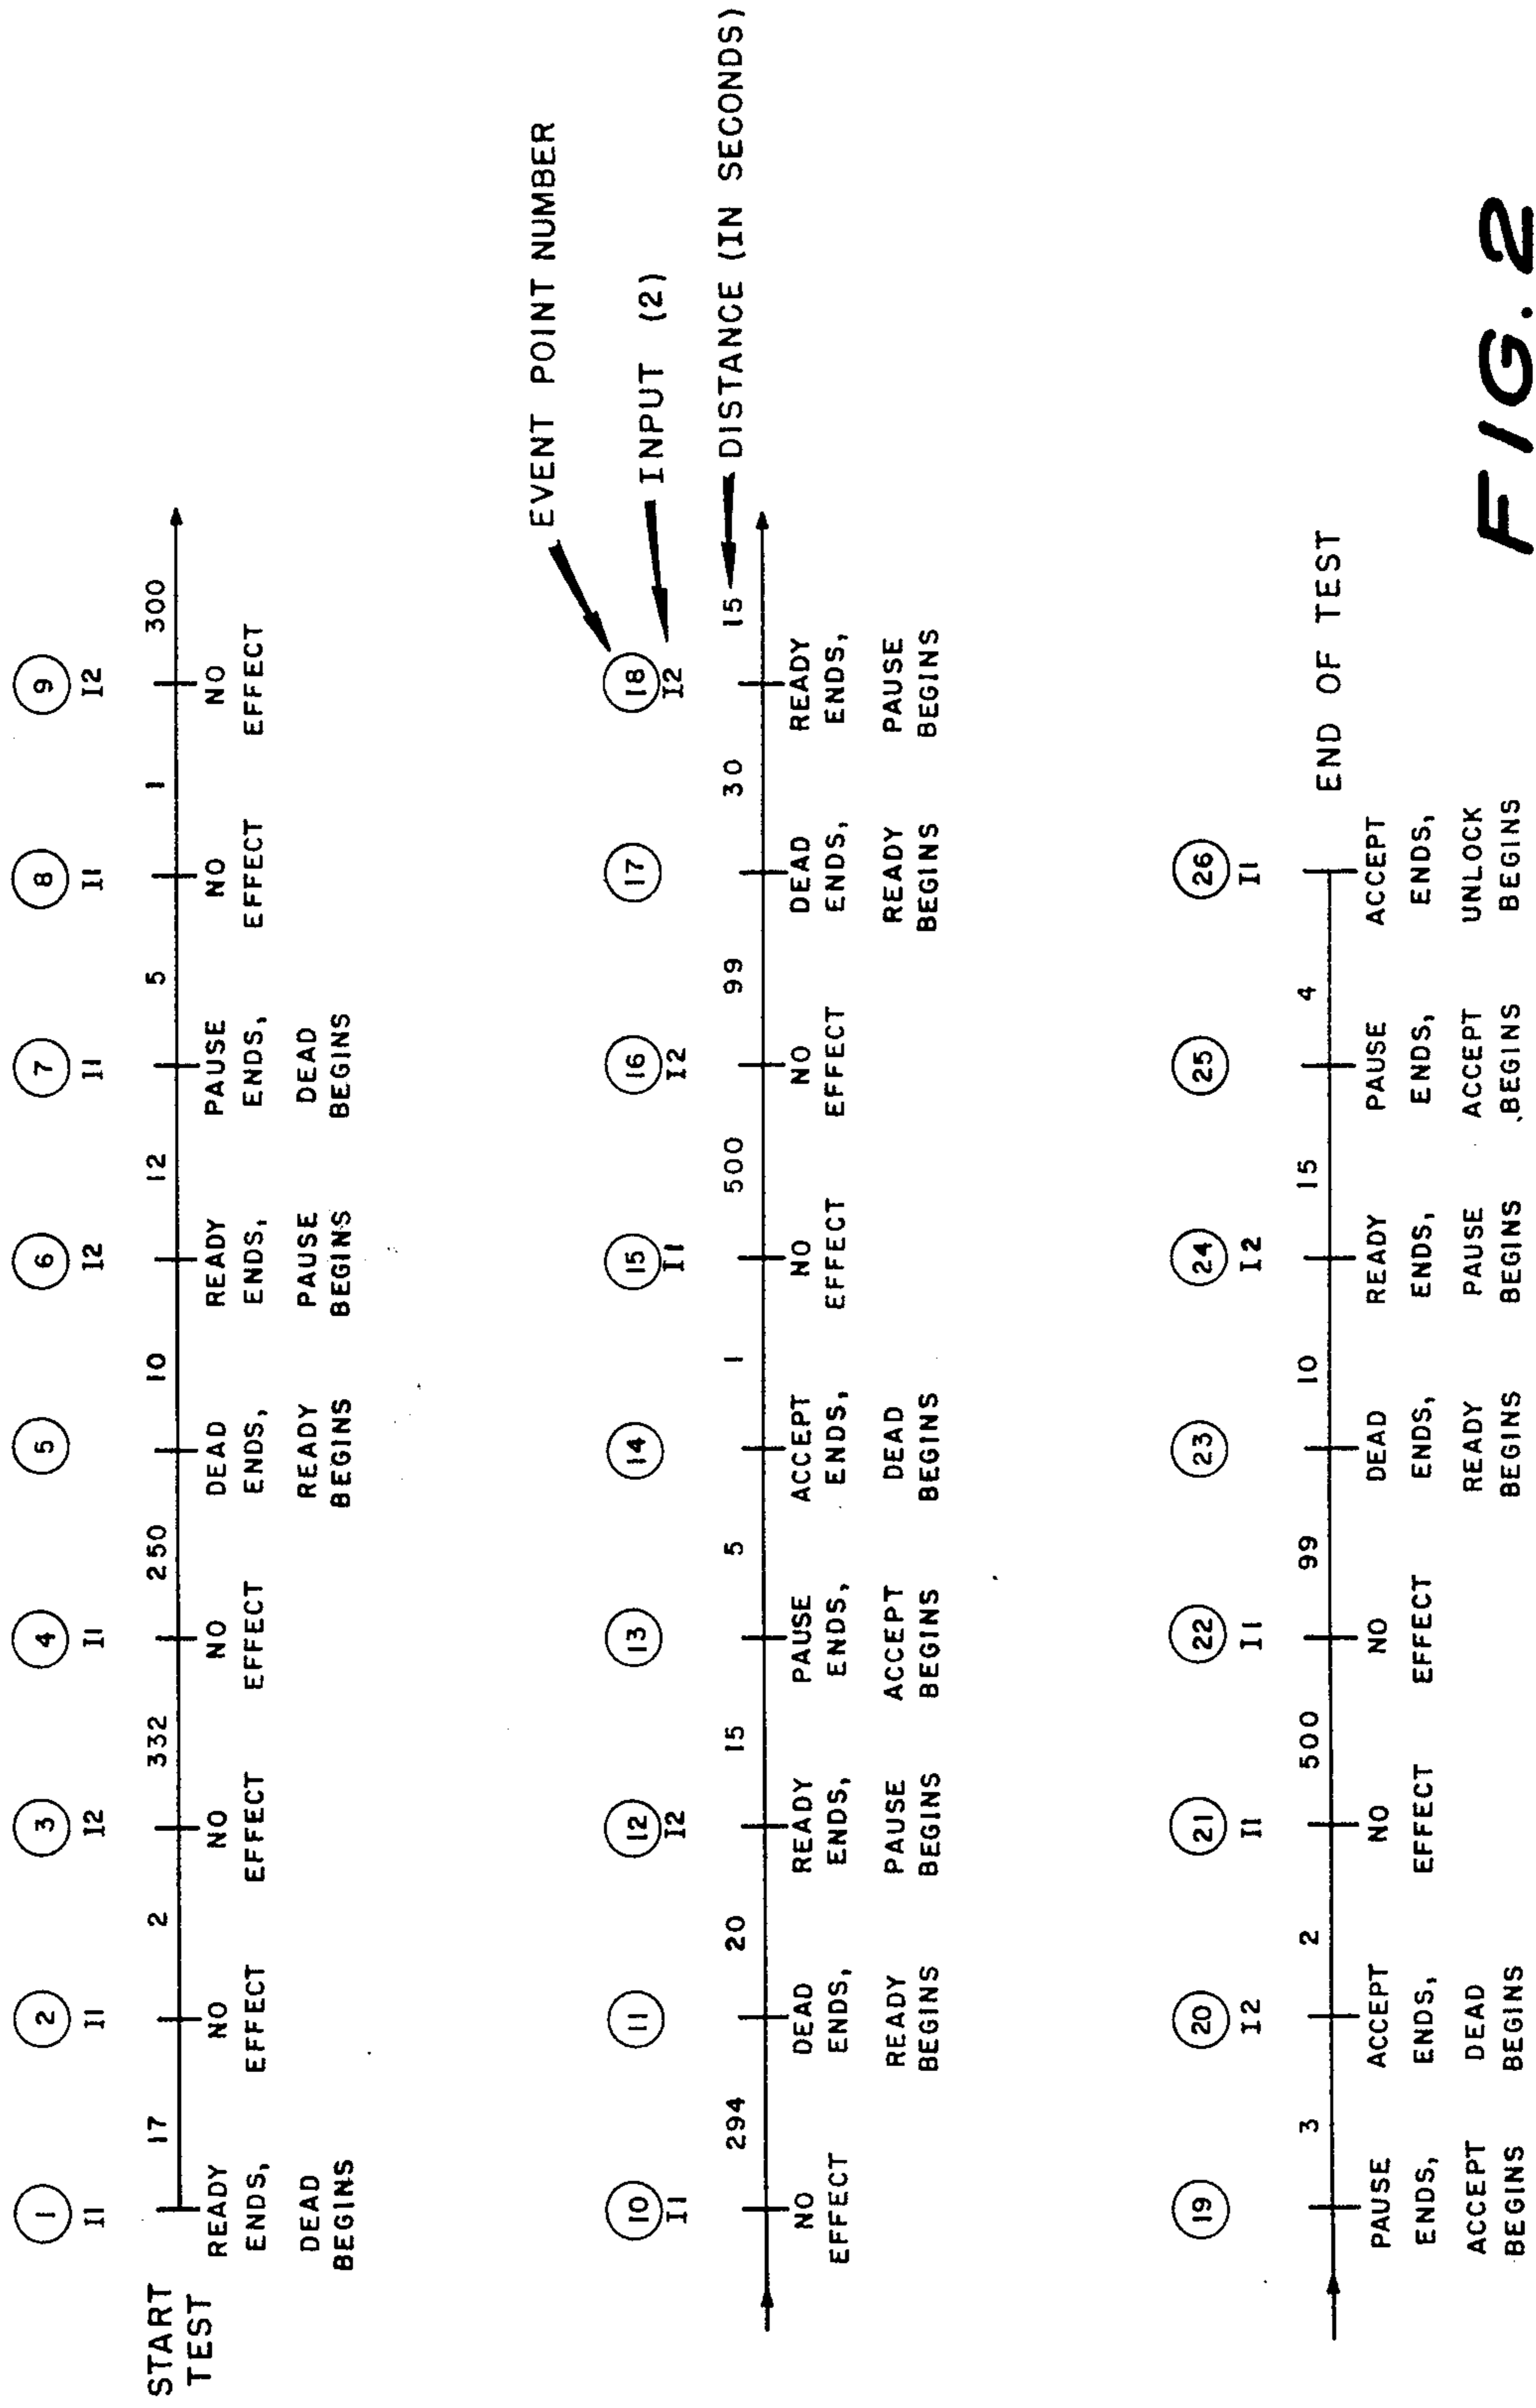 1 2 3 4 5 6 7 8 9
I1 I1 I2 I1 I2 I1 I1 I2
START TEST
17 2 332 250 10 12 5 1 300
READY ENDS, DEAD BEGINS
NO EFFECT
NO EFFECT
NO EFFECT
DEAD ENDS, READY BEGINS
READY ENDS, PAUSE BEGINS
PAUSE ENDS, DEAD BEGINS
NO EFFECT
NO EFFECT
EVENT POINT NUMBER
10 11 12 13 14 15 16 17 18
I1 I2 I1 I2 I2
INPUT (2)
294 20 15 5 1 500 99 30 15
DISTANCE (IN SECONDS)
NO EFFECT
DEAD ENDS, READY BEGINS
READY ENDS, PAUSE BEGINS
PAUSE ENDS, ACCEPT BEGINS
ACCEPT ENDS, DEAD BEGINS
NO EFFECT
NO EFFECT
DEAD ENDS, READY BEGINS
READY ENDS, PAUSE BEGINS
19 20 21 22 23 24 25 26
I2 I1 I1 I2 I1
3 2 500 99 10 15 4
END OF TEST
PAUSE ENDS, ACCEPT BEGINS
ACCEPT ENDS, DEAD BEGINS
NO EFFECT
NO EFFECT
DEAD ENDS, READY BEGINS
READY ENDS, PAUSE BEGINS
PAUSE ENDS, ACCEPT BEGINS
ACCEPT ENDS, UNLOCK BEGINS
FIG. 2